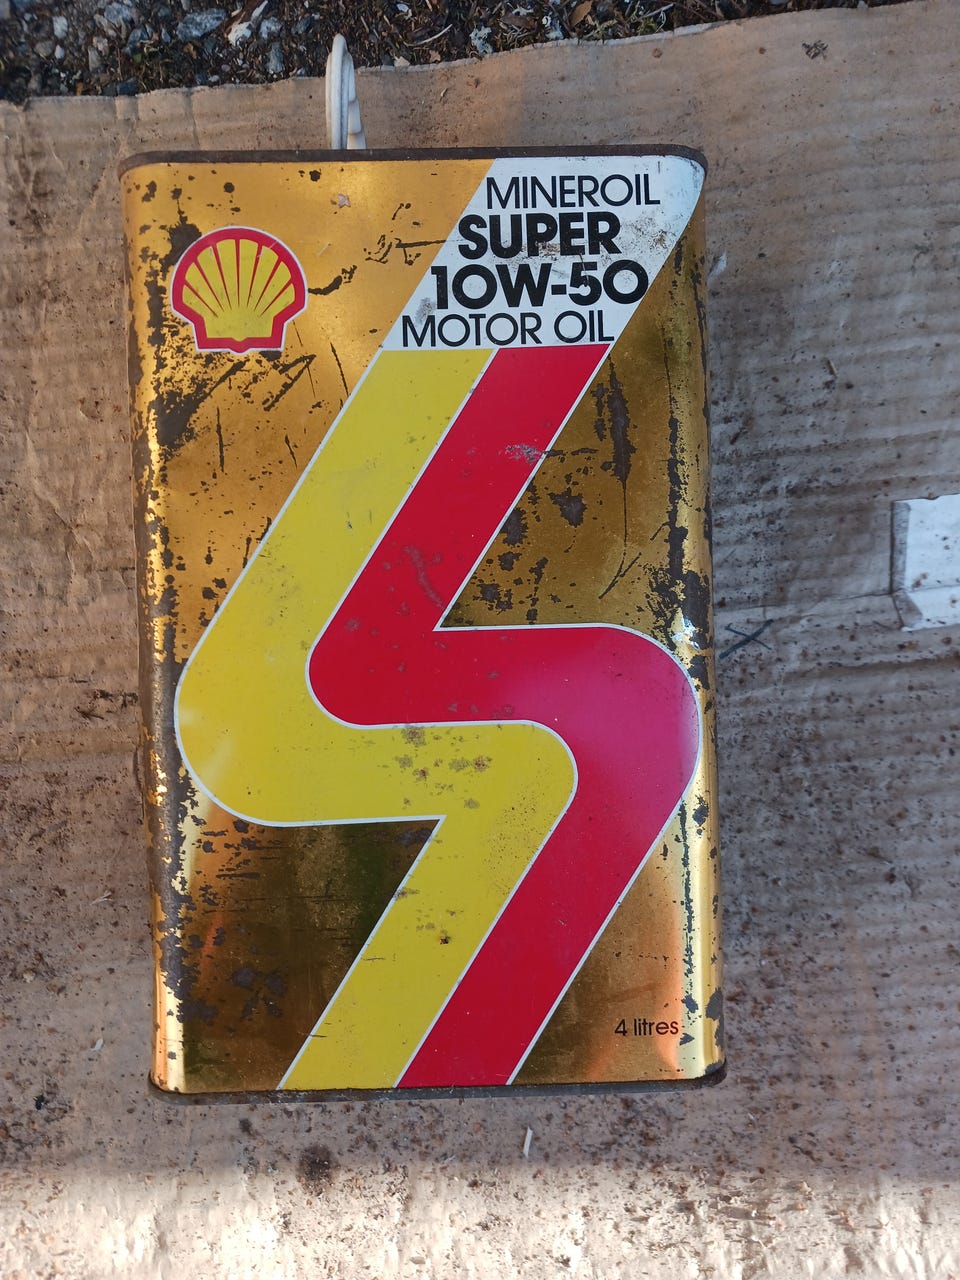 MINEROIL
SUPER
10W-50
MOTOR OIL
4 litres